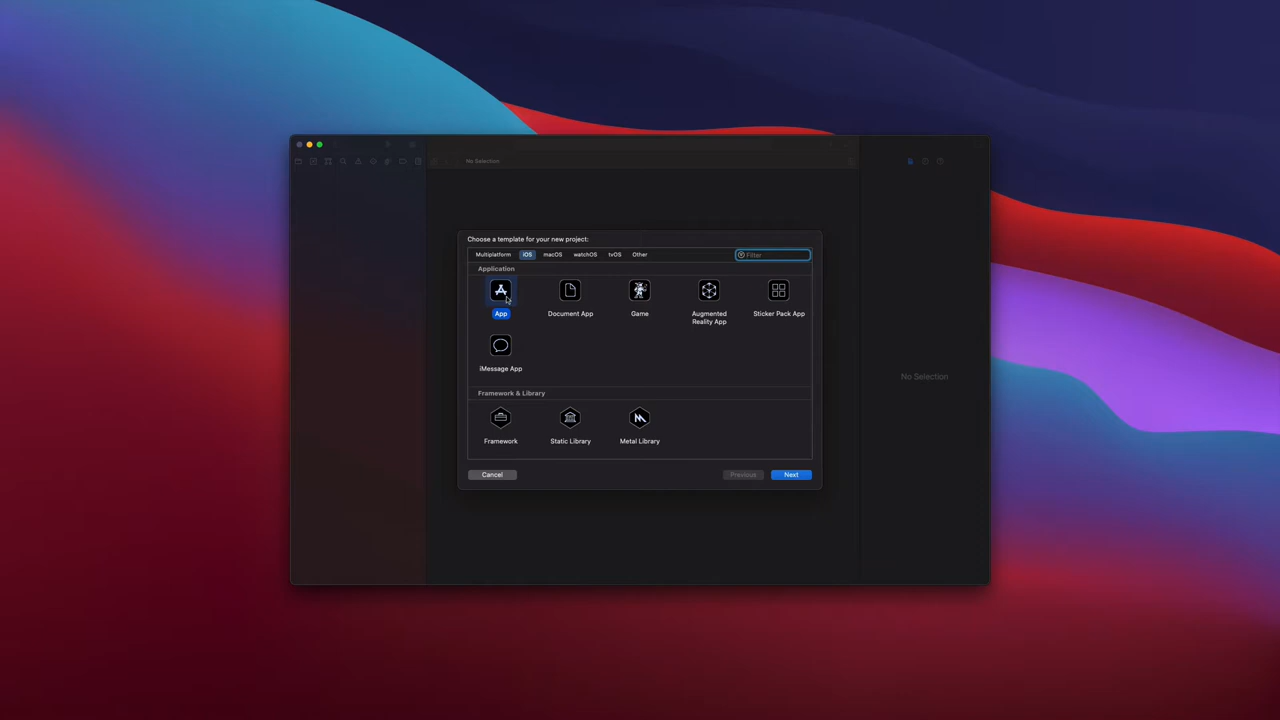 No Selection
Choose a template for your new project:
Multiplatform iOS macOS watchOS tvOS Other Filter
Application
App Document App Game Augmented Reality App Sticker Pack App
iMessage App
No Selection
Framework & Library
Framework Static Library Metal Library
Cancel Previous Next